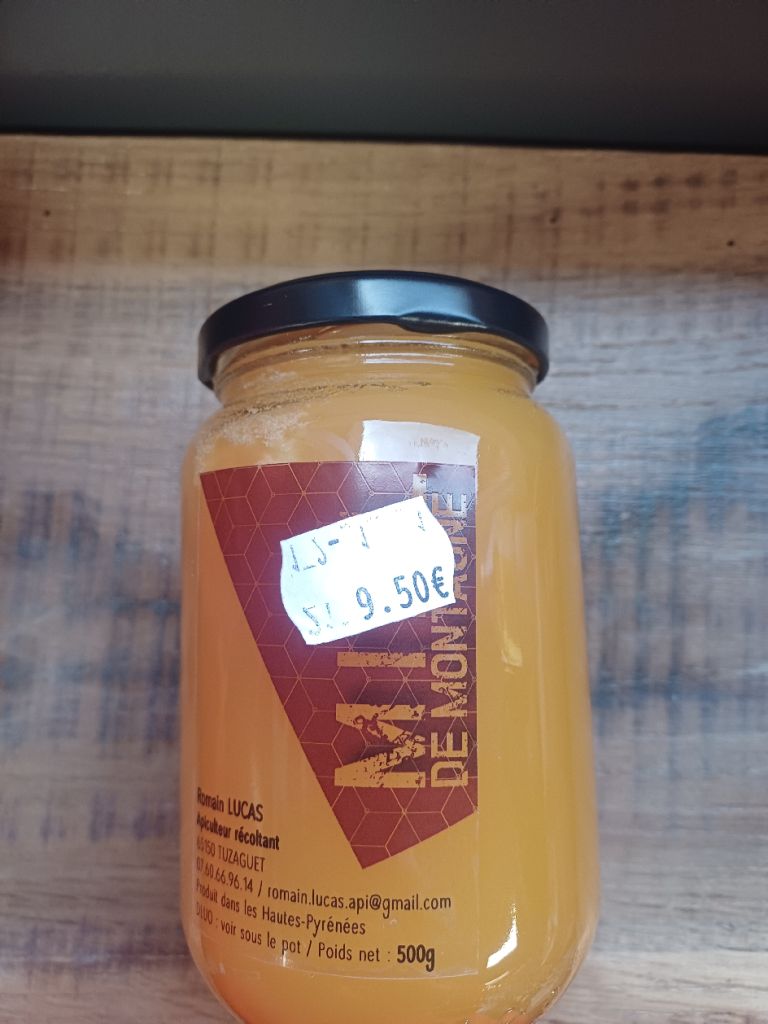 9.50€
MI
DE MONTAGNE
Romain LUCAS
Apiculteur récoltant
65150 TUZAGUET
07.60.66.96.14 / romain.lucas.api@gmail.com
Produit dans les Hautes-Pyrénées
DLUO : voir sous le pot / Poids net : 500g